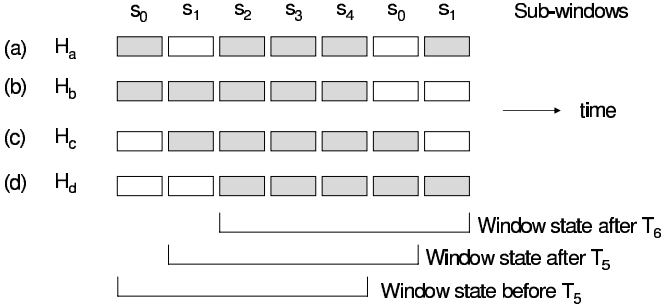 s0 s1 s2 s3 s4 s0 s1 Sub-windows
(a) Ha
(b) Hb
time
(c) Hc
(d) Hd
Window state after T6
Window state after T5
Window state before T5